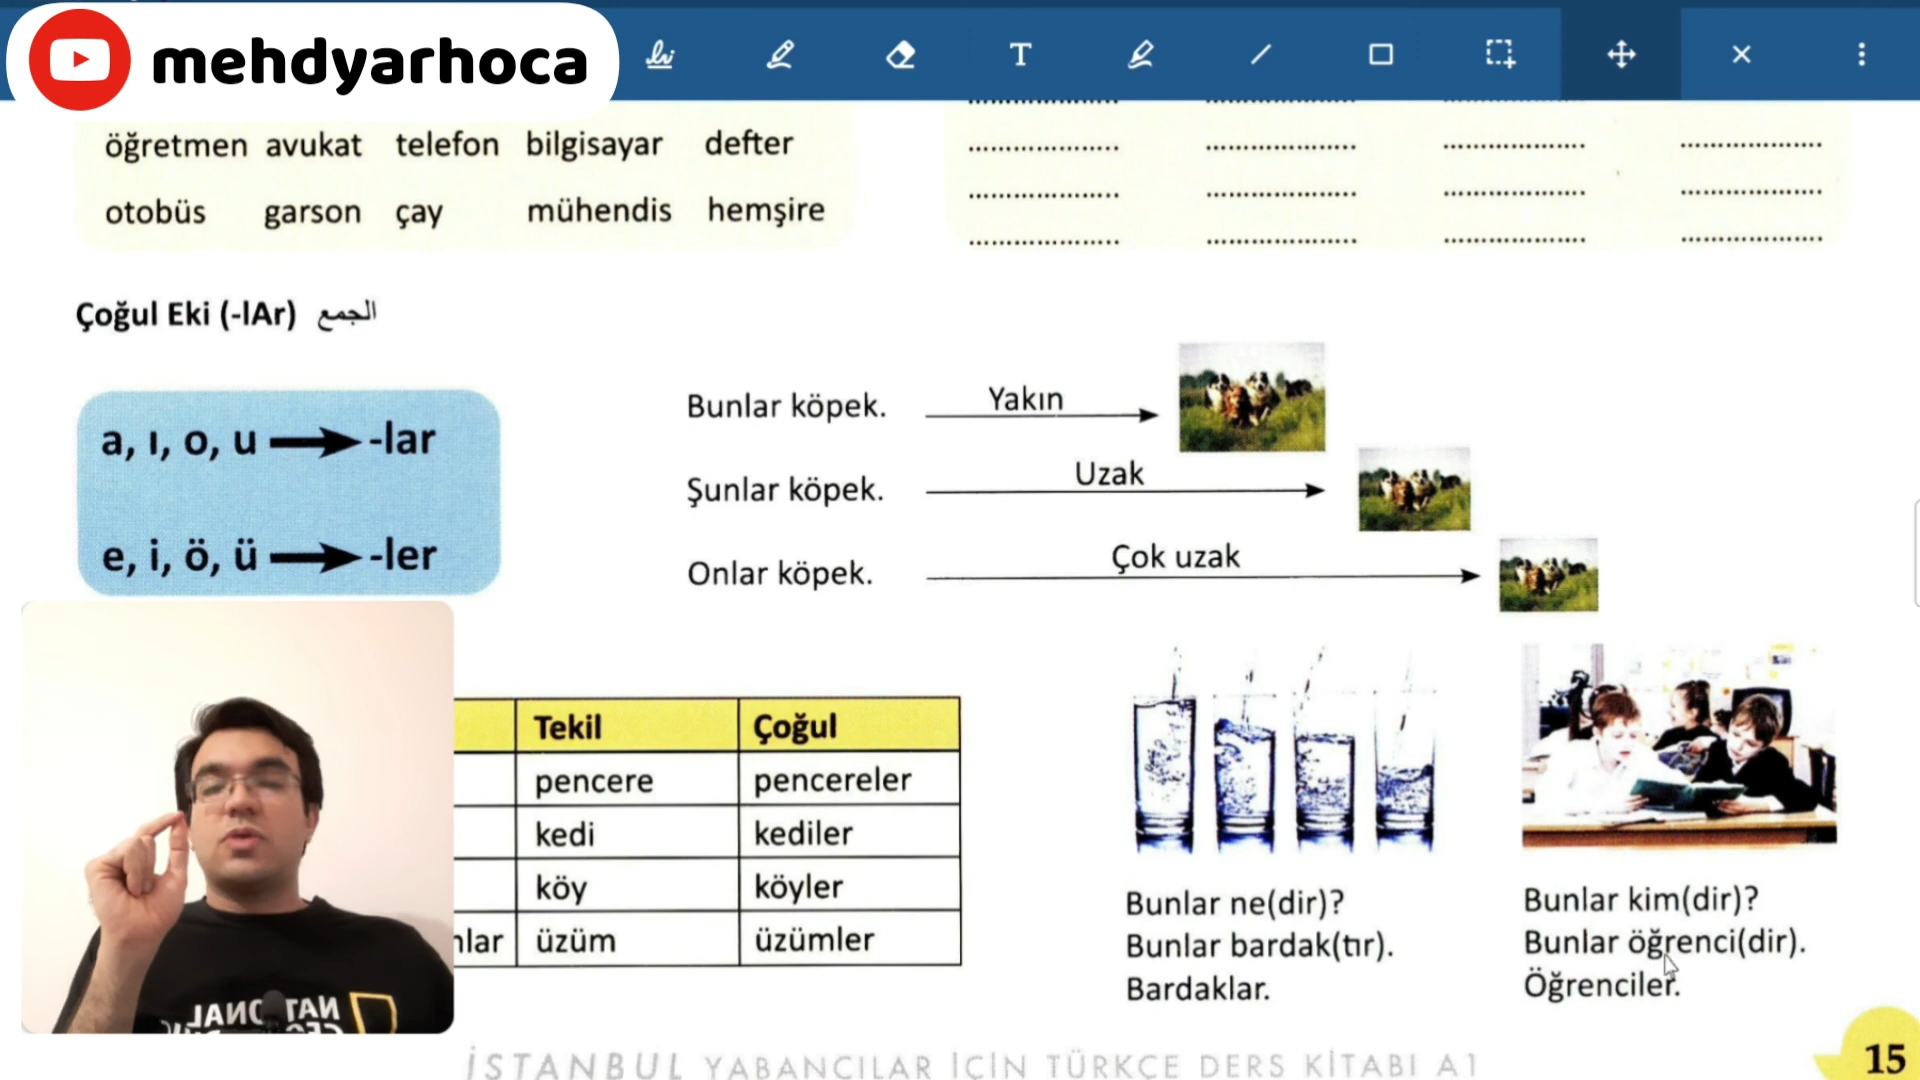 mehdyarhoca
T
öğretmen avukat telefon bilgisayar defter
otobüs garson çay mühendis hemşire
Çoğul Eki (-lAr) الجمع
a, ı, o, u -lar
e, i, ö, ü -ler
Bunlar köpek. Yakın
Şunlar köpek. Uzak
Onlar köpek. Çok uzak
Tekil Çoğul
pencere pencereler
kedi kediler
köy köyler
üzüm üzümler
Bunlar ne(dir)?
Bunlar bardak(tır).
Bardaklar.
Bunlar kim(dir)?
Bunlar öğrenci(dir).
Öğrenciler.
NATIONAL
İSTANBUL YABANCILAR İÇİN TÜRKÇE DERS KİTABI A1
15